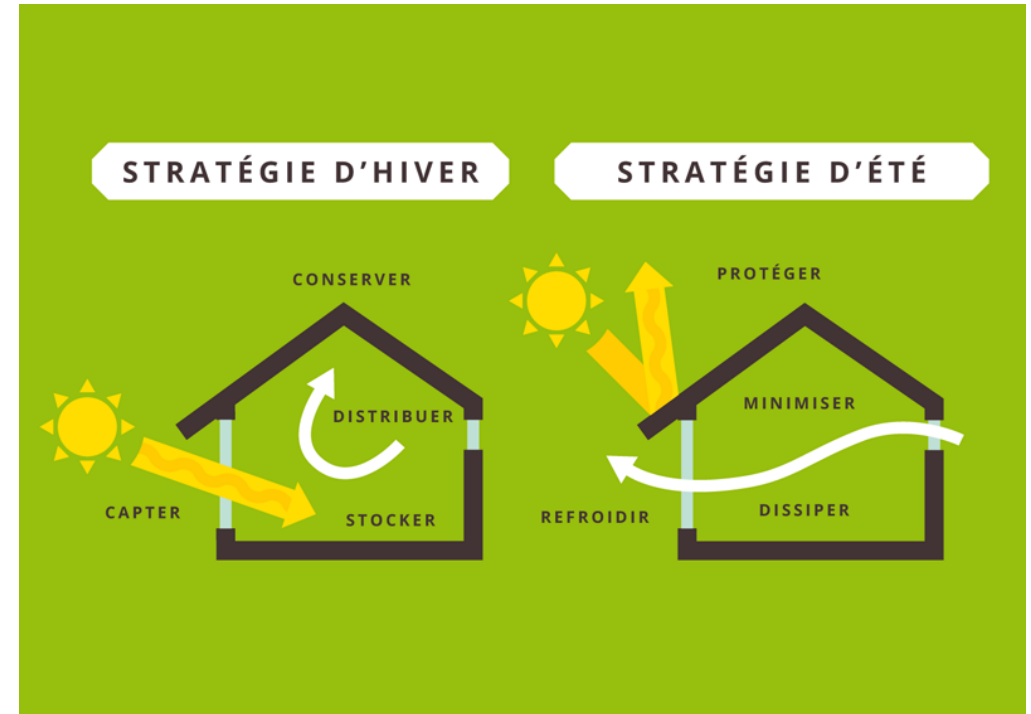 STRATÉGIE D'HIVER
CONSERVER
DISTRIBUER
CAPTER
STOCKER
STRATÉGIE D'ÉTÉ
PROTÉGER
MINIMISER
REFROIDIR
DISSIPER